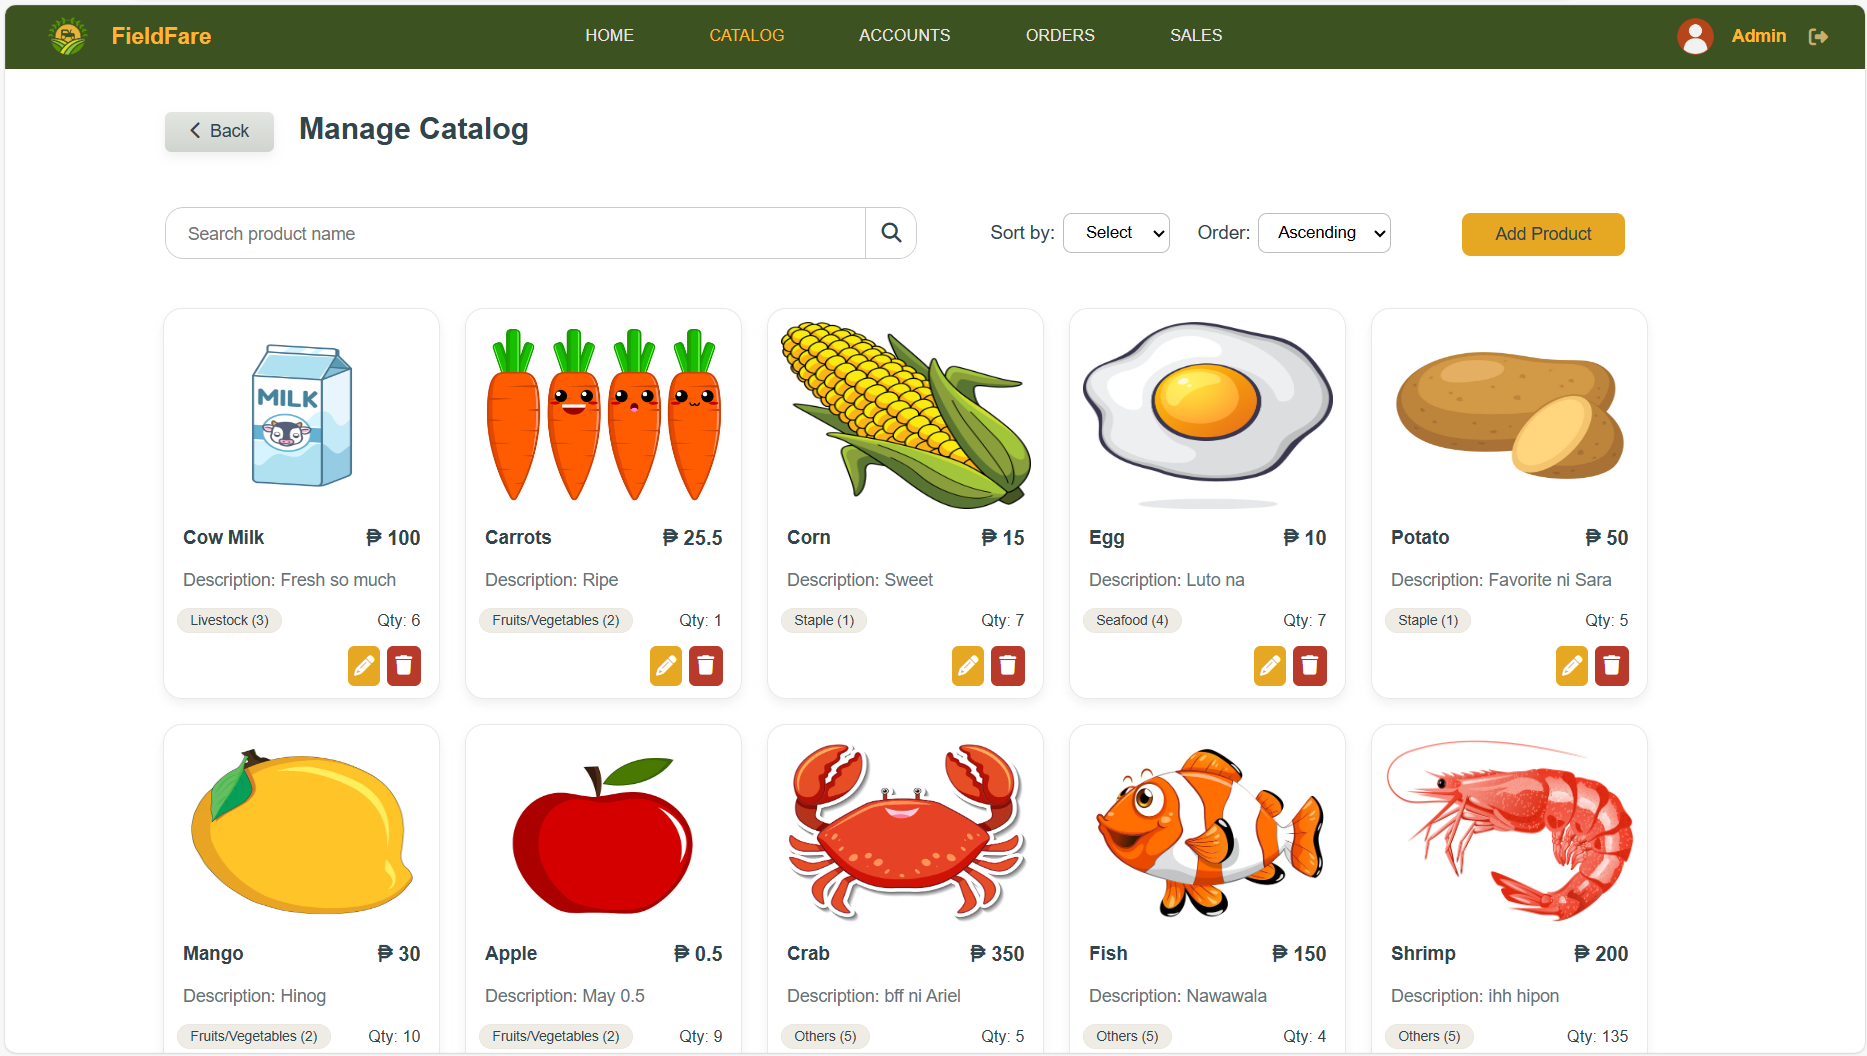 FieldFare
HOME
CATALOG
ACCOUNTS
ORDERS
SALES
Admin
Back
Manage Catalog
Search product name
Sort by:
Select
Order:
Ascending
Add Product
MILK
Cow Milk
₱ 100
Description: Fresh so much
Livestock (3)
Qty: 6
Carrots
₱ 25.5
Description: Ripe
Fruits/Vegetables (2)
Qty: 1
Corn
₱ 15
Description: Sweet
Staple (1)
Qty: 7
Egg
₱ 10
Description: Luto na
Seafood (4)
Qty: 7
Potato
₱ 50
Description: Favorite ni Sara
Staple (1)
Qty: 5
Mango
₱ 30
Description: Hinog
Fruits/Vegetables (2)
Qty: 10
Apple
₱ 0.5
Description: May 0.5
Fruits/Vegetables (2)
Qty: 9
Crab
₱ 350
Description: bff ni Ariel
Others (5)
Qty: 5
Fish
₱ 150
Description: Nawawala
Others (5)
Qty: 4
Shrimp
₱ 200
Description: ihh hipon
Others (5)
Qty: 135